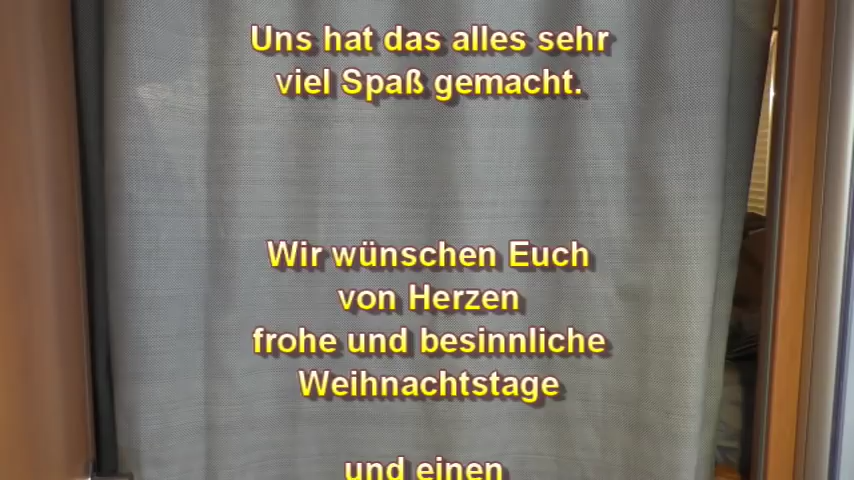 Uns hat das alles sehr
viel Spaß gemacht.
Wir wünschen Euch
von Herzen
frohe und besinnliche
Weihnachtstage
und einen